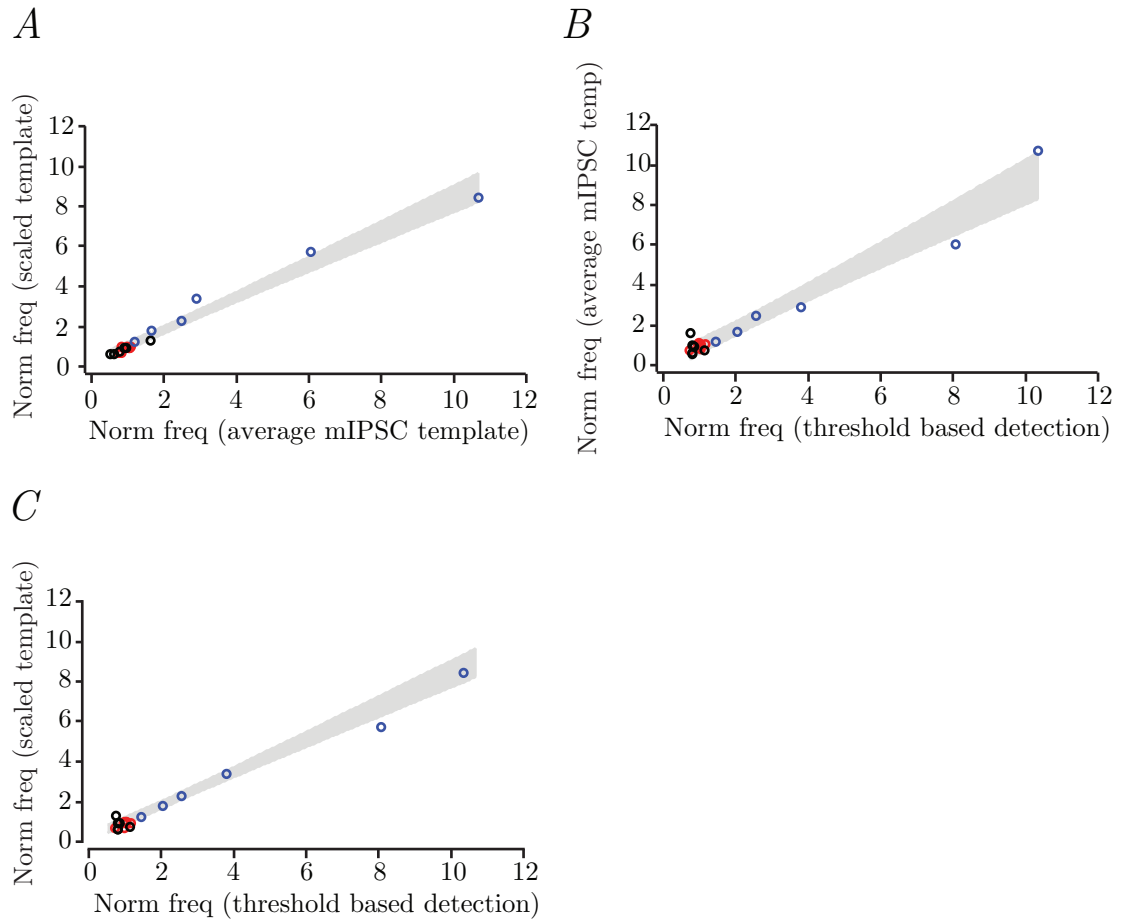 A
Norm freq (scaled template)
12
10
8
6
4
2
0
0 2 4 6 8 10 12
Norm freq (average mIPSC template)
B
Norm freq (average mIPSC temp)
12
10
8
6
4
2
0
0 2 4 6 8 10 12
Norm freq (threshold based detection)
C
Norm freq (scaled template)
12
10
8
6
4
2
0
0 2 4 6 8 10 12
Norm freq (threshold based detection)